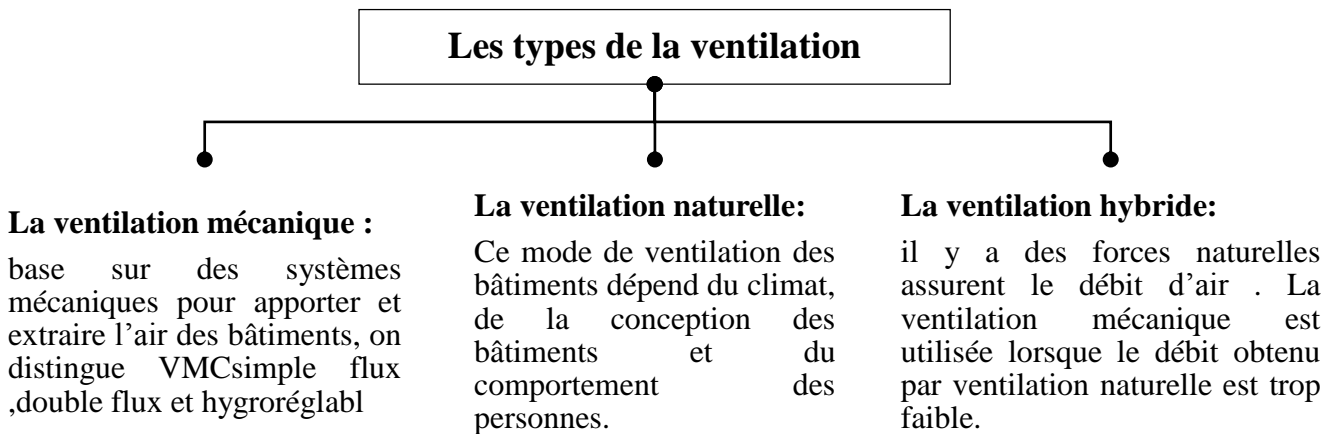 Les types de la ventilation
La ventilation mécanique :
base sur des systèmes
mécaniques pour apporter et
extraire l’air des bâtiments, on
distingue VMCsimple flux
,double flux et hygroréglabl
La ventilation naturelle:
Ce mode de ventilation des
bâtiments dépend du climat,
de la conception des
bâtiments et du
comportement des
personnes.
La ventilation hybride:
il y a des forces naturelles
assurent le débit d’air . La
ventilation mécanique est
utilisée lorsque le débit obtenu
par ventilation naturelle est trop
faible.